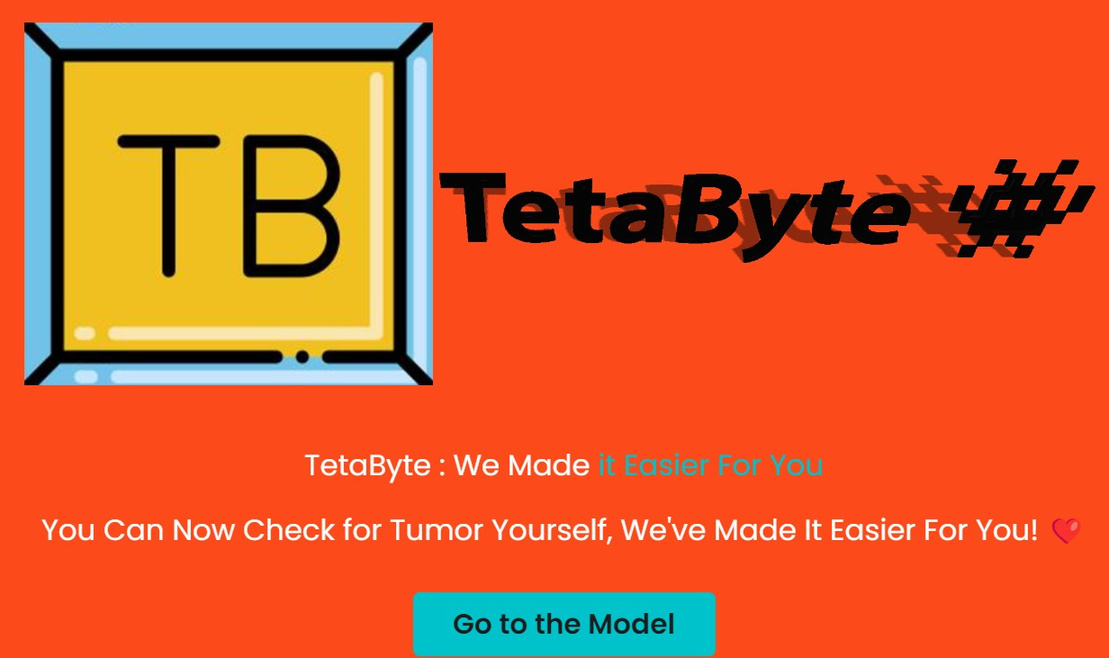 TB
TetaByte
TetaByte : We Made it Easier For You
You Can Now Check for Tumor Yourself, We've Made It Easier For You! ❤️
Go to the Model